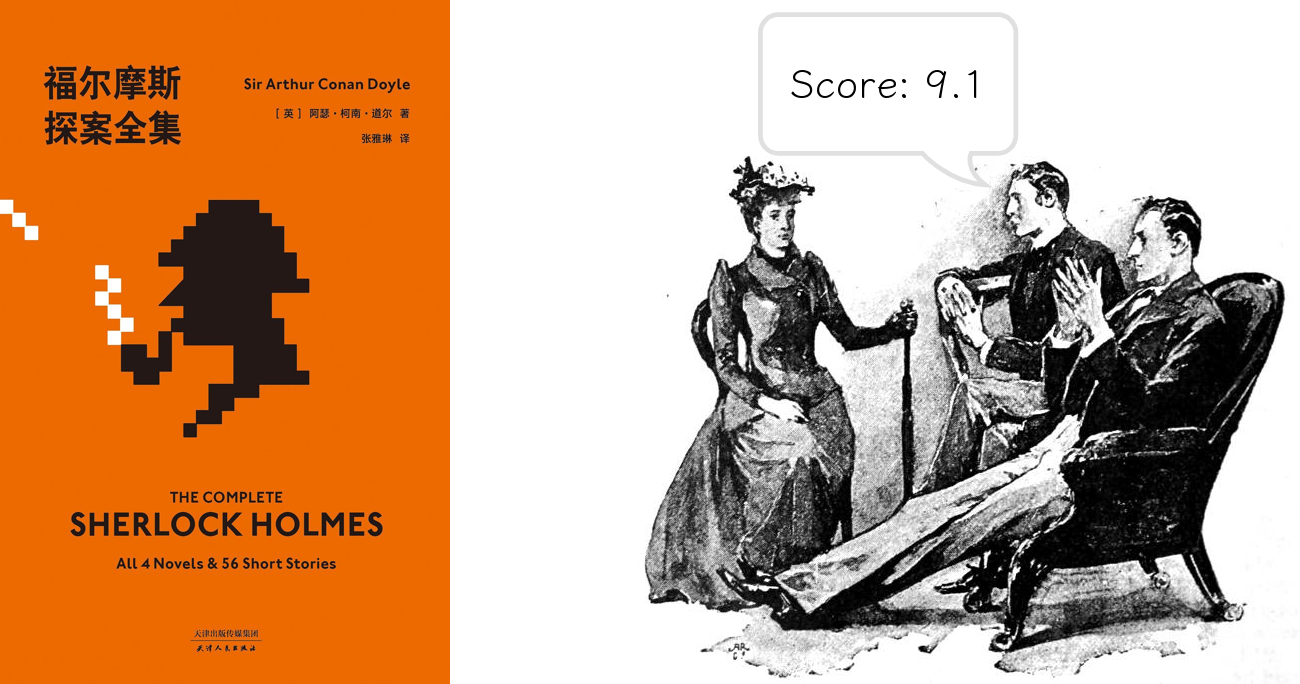 福尔摩斯
探案全集
Sir Arthur Conan Doyle
［英］阿瑟·柯南·道尔 著
张雅琳 译
THE COMPLETE
SHERLOCK HOLMES
All 4 Novels & 56 Short Stories
天津出版传媒集团
天津人民出版社
Score: 9.1